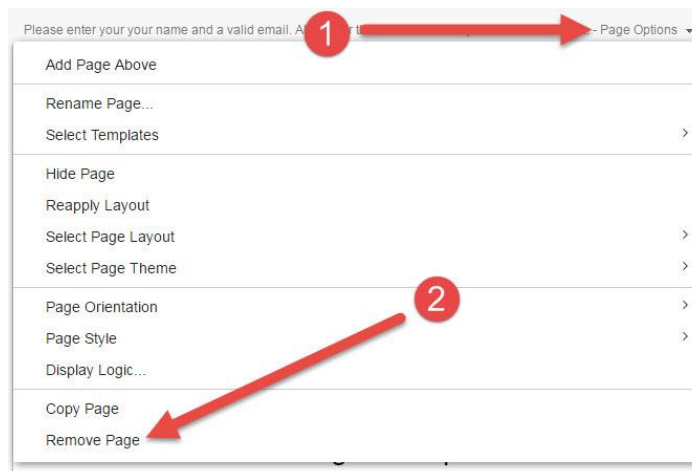 Please enter your your name and a valid email. - Page Options
1
Add Page Above
Rename Page...
Select Templates
Hide Page
Reapply Layout
Select Page Layout
Select Page Theme
2
Page Orientation
Page Style
Display Logic...
Copy Page
Remove Page